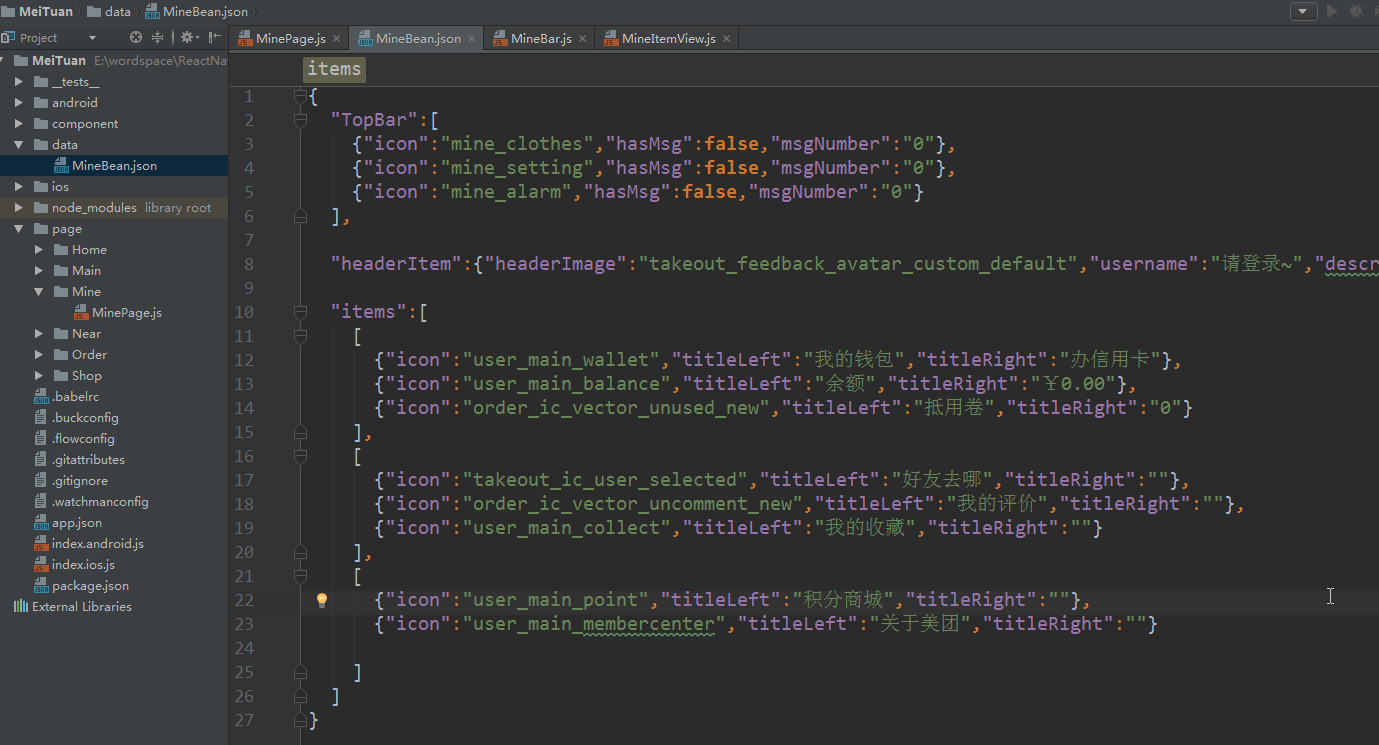 MeiTuan data MineBean.json
Project MinePage.js MineBean.json MineBar.js MineItemView.js
MeiTuan E:\wordspace\ReactNa
__tests__
android
component
data
MineBean.json
ios
node_modules library root
page
Home
Main
Mine
MinePage.js
Near
Order
Shop
.babelrc
.buckconfig
.flowconfig
.gitattributes
.gitignore
.watchmanconfig
app.json
index.android.js
index.ios.js
package.json
External Libraries
items
1 {
2 "TopBar":[
3 {"icon":"mine_clothes","hasMsg":false,"msgNumber":"0"},
4 {"icon":"mine_setting","hasMsg":false,"msgNumber":"0"},
5 {"icon":"mine_alarm","hasMsg":false,"msgNumber":"0"}
6 ],
7
8 "headerItem":{"headerImage":"takeout_feedback_avatar_custom_default","username":"请登录~","descr
9
10 "items":[
11 [
12 {"icon":"user_main_wallet","titleLeft":"我的钱包","titleRight":"办信用卡"},
13 {"icon":"user_main_balance","titleLeft":"余额","titleRight":"￥0.00"},
14 {"icon":"order_ic_vector_unused_new","titleLeft":"抵用卷","titleRight":"0"}
15 ],
16 [
17 {"icon":"takeout_ic_user_selected","titleLeft":"好友去哪","titleRight":""},
18 {"icon":"order_ic_vector_uncomment_new","titleLeft":"我的评价","titleRight":""},
19 {"icon":"user_main_collect","titleLeft":"我的收藏","titleRight":""}
20 ],
21 [
22 {"icon":"user_main_point","titleLeft":"积分商城","titleRight":""},
23 {"icon":"user_main_membercenter","titleLeft":"关于美团","titleRight":""}
24
25 ]
26 ]
27 }